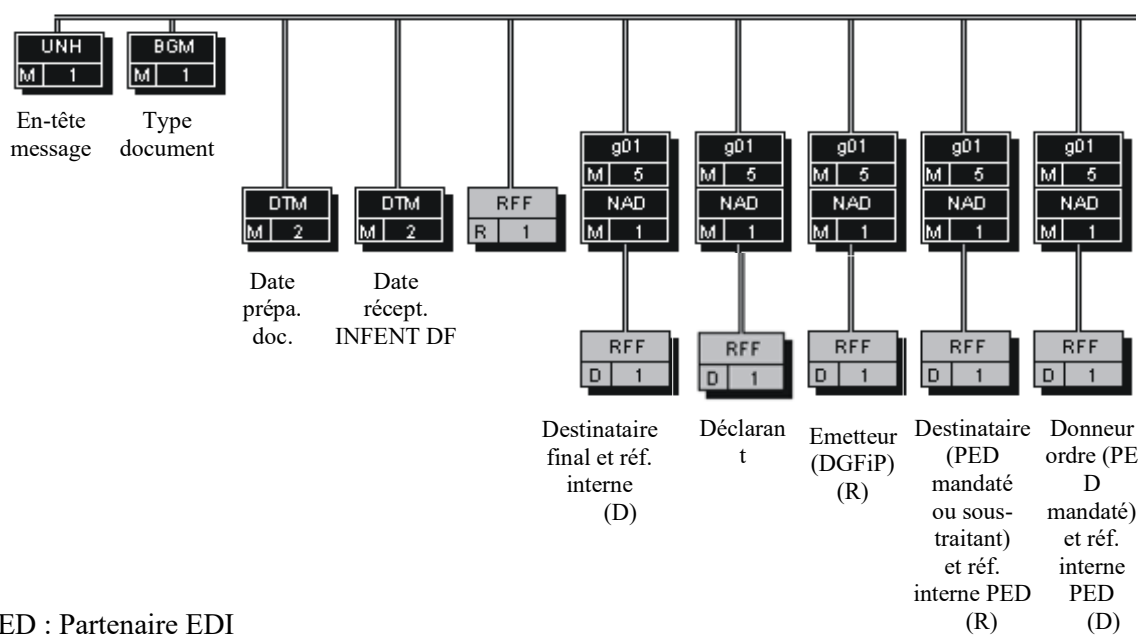 UNH
M 1
BGM
M 1
En-tête
message
Type
document
DTM
M 2
DTM
M 2
RFF
R 1
Date
prépa.
doc.
Date
récept.
INFENT DF
g01
M 5
NAD
M 1
g01
M 5
NAD
M 1
g01
M 5
NAD
M 1
g01
M 5
NAD
M 1
g01
M 5
NAD
M 1
RFF
D 1
RFF
D 1
RFF
D 1
RFF
D 1
RFF
D 1
Destinataire
final et réf.
interne
(D)
Déclaran
t
Emetteur
(DGFiP)
(R)
Destinataire
(PED
mandaté
ou sous-
traitant)
et réf.
interne PED
(R)
Donneur
ordre (PE
D
mandaté)
et réf.
interne
PED
(D)
ED : Partenaire EDI